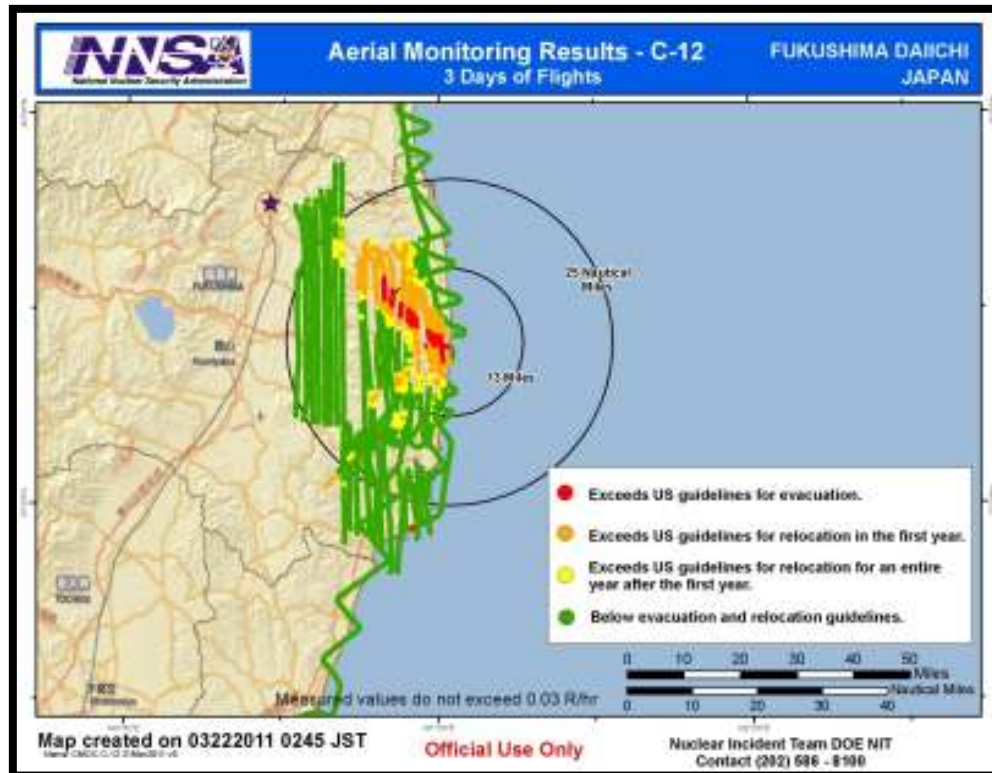 NNSA
National Nuclear Security Administration
Aerial Monitoring Results - C-12
3 Days of Flights
FUKUSHIMA DAIICHI
JAPAN
25 Nautical
Miles
13 Miles
FUKUSHIMA
TOCHIGI
Exceeds US guidelines for evacuation.
Exceeds US guidelines for relocation in the first year.
Exceeds US guidelines for relocation for an entire
year after the first year.
Below evacuation and relocation guidelines.
0 10 20 30 40 50
Miles
Nautical Miles
0 10 20 30 40
Measured values do not exceed 0.03 R/hr
Map created on 03222011 0245 JST
Official Use Only
Nuclear Incident Team DOE NIT
Contact (202) 586 - 8100